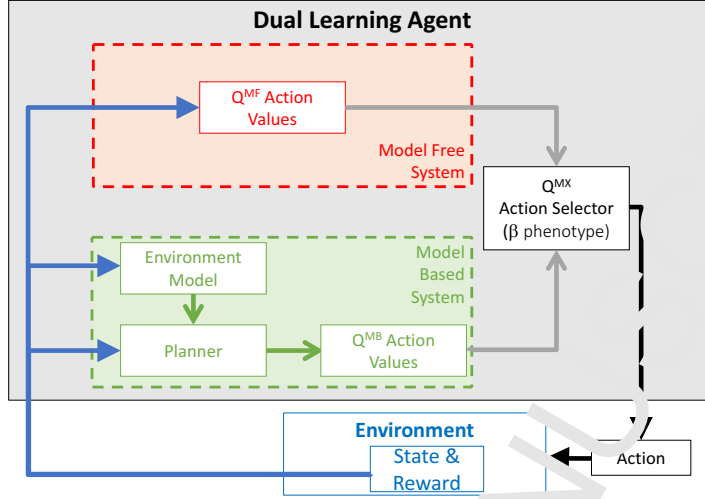 Dual Learning Agent
Q^MF Action
Values
Model Free
System
Q^MX
Action Selector
(β phenotype)
Environment
Model
Model
Based
System
Planner
Q^MB Action
Values
Environment
State &
Reward
Action